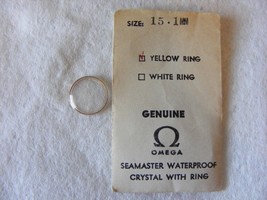 SIZE: 15.1MM
YELLOW RING
WHITE RING
GENUINE
Ω
OMEGA
SEAMASTER WATERPROOF
CRYSTAL WITH RING